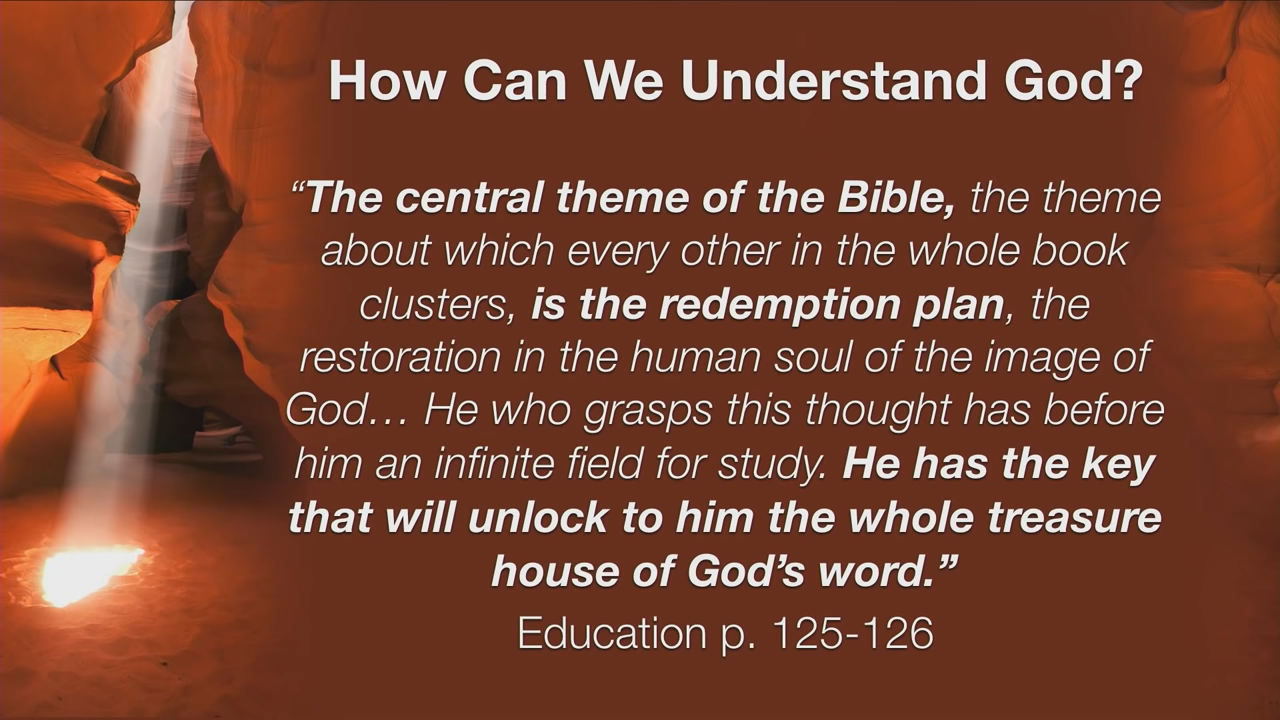 How Can We Understand God?
“The central theme of the Bible, the theme
about which every other in the whole book
clusters, is the redemption plan, the
restoration in the human soul of the image of
God… He who grasps this thought has before
him an infinite field for study. He has the key
that will unlock to him the whole treasure
house of God’s word.”
Education p. 125-126